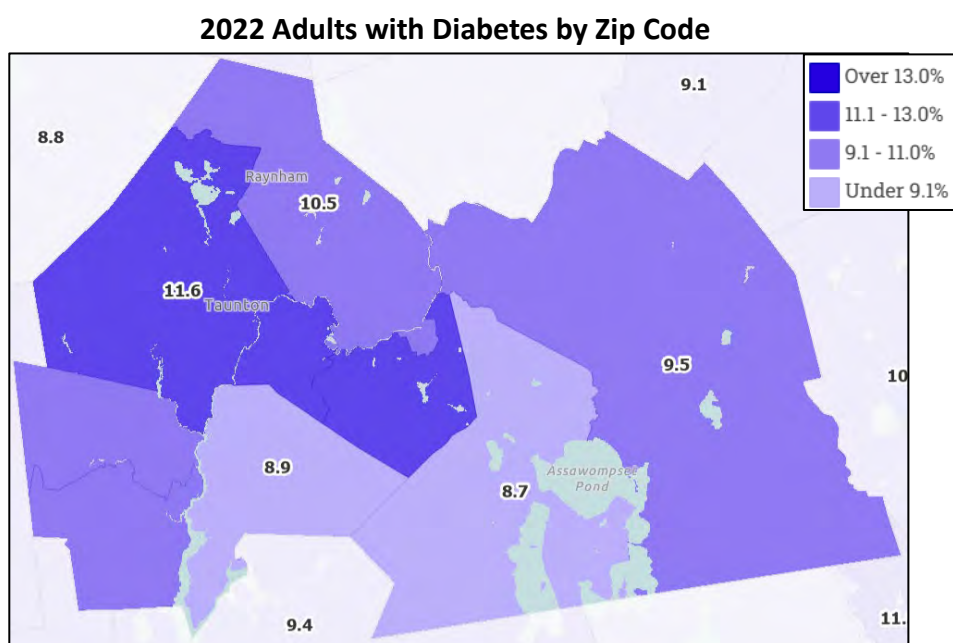 2022 Adults with Diabetes by Zip Code
Over 13.0%
11.1 - 13.0%
9.1 - 11.0%
Under 9.1%
9.1
8.8
Raynham
10.5
11.6
Taunton
9.5
10
8.9
8.7
Assawompset
Pond
9.4
11.